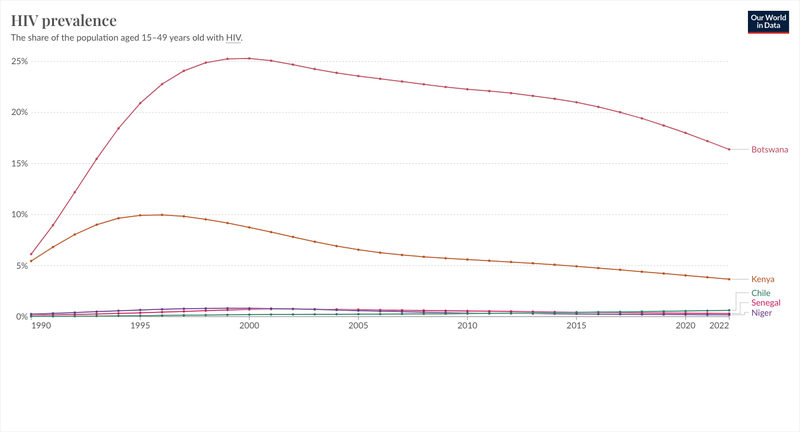 HIV prevalence
The share of the population aged 15–49 years old with HIV.
Our World
in Data
25%
20%
15%
10%
5%
0%
Botswana
Kenya
Chile
Senegal
Niger
1990
1995
2000
2005
2010
2015
2020
2022